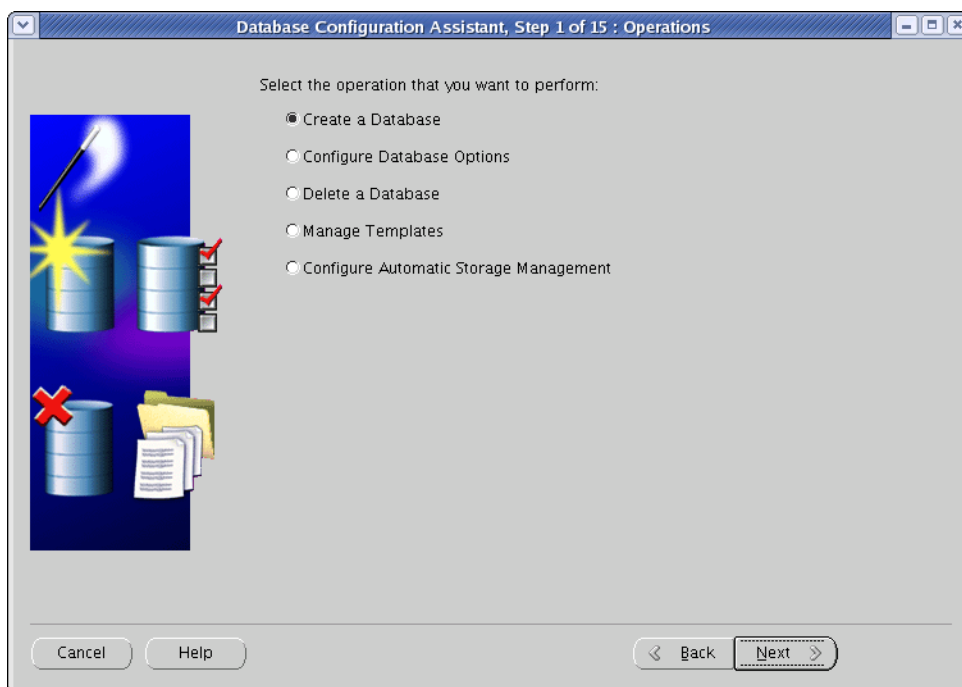 Database Configuration Assistant, Step 1 of 15 : Operations
Select the operation that you want to perform:
Create a Database
Configure Database Options
Delete a Database
Manage Templates
Configure Automatic Storage Management
Cancel
Help
Back
Next